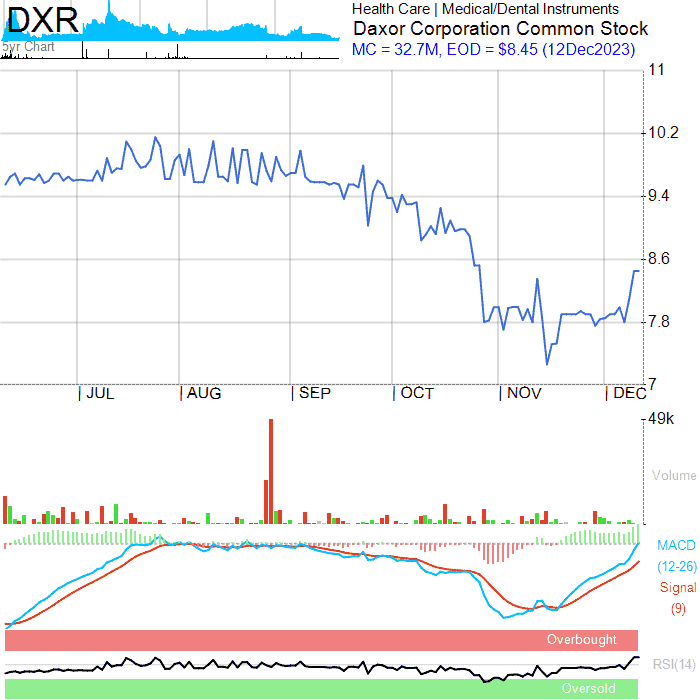 DXR
5yr Chart
Health Care | Medical/Dental Instruments
Daxor Corporation Common Stock
MC = 32.7M, EOD = $8.45 (12Dec2023)
11
10.2
9.4
8.6
7.8
7
| JUL | AUG | SEP | OCT | NOV | DEC
49k
Volume
MACD
(12-26)
Signal
(9)
Overbought
RSI(14)
Oversold